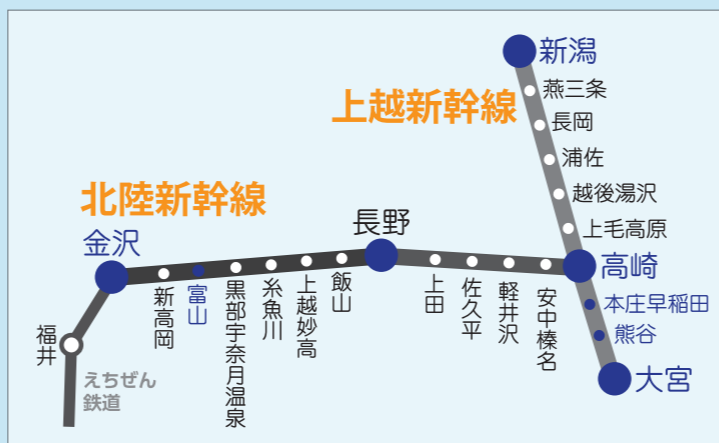 新潟
燕三条
長岡
浦佐
越後湯沢
上毛高原
上越新幹線
北陸新幹線
金沢
新高岡
富山
黒部宇奈月温泉
糸魚川
上越妙高
飯山
長野
上田
佐久平
軽井沢
安中榛名
高崎
本庄早稲田
熊谷
大宮
福井
えちぜん
鉄道